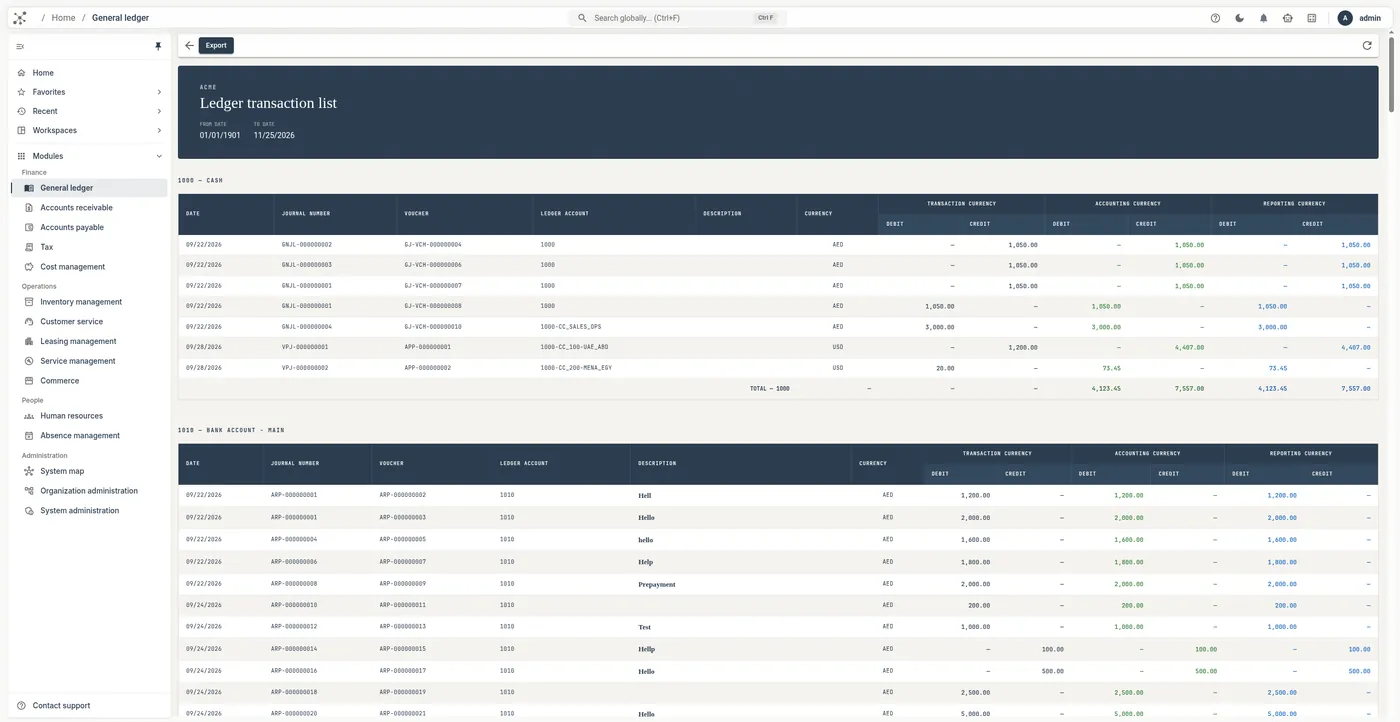 / Home / General ledger
Search globally... (Ctrl+F)
Ctrl F
A admin
Home
Favorites
Recent
Workspaces
Modules
Finance
General ledger
Accounts receivable
Accounts payable
Tax
Cost management
Operations
Inventory management
Customer service
Leasing management
Service management
Commerce
People
Human resources
Absence management
Administration
System map
Organization administration
System administration
Contact support
Export
ACME
Ledger transaction list
FROM DATE TO DATE
01/01/1901 11/25/2026
1000 — CASH
TRANSACTION CURRENCY ACCOUNTING CURRENCY REPORTING CURRENCY
DATE JOURNAL NUMBER VOUCHER LEDGER ACCOUNT DESCRIPTION CURRENCY
DEBIT CREDIT DEBIT CREDIT DEBIT CREDIT
09/22/2026 GNJL-000000002 GJ-VCH-000000004 1000 AED — 1,050.00 — 1,050.00 — 1,050.00
09/22/2026 GNJL-000000003 GJ-VCH-000000006 1000 AED — 1,050.00 — 1,050.00 — 1,050.00
09/22/2026 GNJL-000000001 GJ-VCH-000000007 1000 AED — 1,050.00 — 1,050.00 — 1,050.00
09/22/2026 GNJL-000000001 GJ-VCH-000000008 1000 AED 1,050.00 — 1,050.00 — 1,050.00 —
09/22/2026 GNJL-000000004 GJ-VCH-000000010 1000-CC_SALES_OPS AED 3,000.00 — 3,000.00 — 3,000.00 —
09/28/2026 VPJ-000000001 APP-000000001 1000-CC_100-UAE_ABD USD — 1,200.00 — 4,407.00 — 4,407.00
09/28/2026 VPJ-000000002 APP-000000002 1000-CC_200-MENA_EGY USD 20.00 — 73.45 — 73.45 —
TOTAL — 1000 — — — 4,123.45 7,557.00 4,123.45 7,557.00
1010 — BANK ACCOUNT - MAIN
TRANSACTION CURRENCY ACCOUNTING CURRENCY REPORTING CURRENCY
DATE JOURNAL NUMBER VOUCHER LEDGER ACCOUNT DESCRIPTION CURRENCY
DEBIT CREDIT DEBIT CREDIT DEBIT CREDIT
09/22/2026 ARP-000000001 ARP-000000002 1010 Hell AED 1,200.00 — 1,200.00 — 1,200.00 —
09/22/2026 ARP-000000001 ARP-000000003 1010 Hello AED 2,000.00 — 2,000.00 — 2,000.00 —
09/22/2026 ARP-000000004 ARP-000000005 1010 hello AED 1,600.00 — 1,600.00 — 1,600.00 —
09/22/2026 ARP-000000006 ARP-000000007 1010 Help AED 1,800.00 — 1,800.00 — 1,800.00 —
09/22/2026 ARP-000000008 ARP-000000009 1010 Prepayment AED 2,000.00 — 2,000.00 — 2,000.00 —
09/24/2026 ARP-000000010 ARP-000000011 1010 AED 200.00 — 200.00 — 200.00 —
09/24/2026 ARP-000000012 ARP-000000013 1010 Test AED 1,000.00 — 1,000.00 — 1,000.00 —
09/24/2026 ARP-000000014 ARP-000000015 1010 Hellp AED — 100.00 — 100.00 — 100.00
09/24/2026 ARP-000000016 ARP-000000017 1010 Hello AED — 500.00 — 500.00 — 500.00
09/24/2026 ARP-000000018 ARP-000000019 1010 AED 2,500.00 — 2,500.00 — 2,500.00 —
09/24/2026 ARP-000000020 ARP-000000021 1010 Hello AED 5,000.00 — 5,000.00 — 5,000.00 —